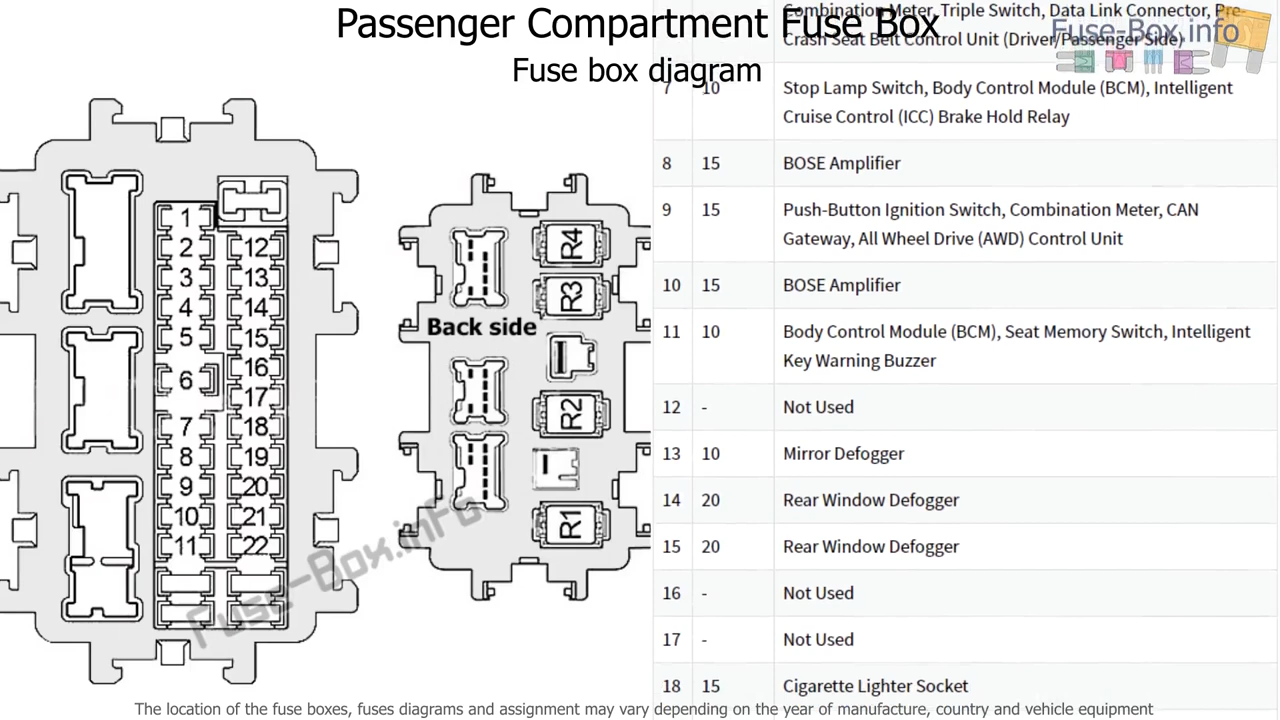 Passenger Compartment Fuse Box
Fuse box diagram
Fuse-Box.info
Combination Meter, Triple Switch, Data Link Connector, Pre-
Crash Seat Belt Control Unit (Driver/Passenger Side)
7 10 Stop Lamp Switch, Body Control Module (BCM), Intelligent
Cruise Control (ICC) Brake Hold Relay
8 15 BOSE Amplifier
9 15 Push-Button Ignition Switch, Combination Meter, CAN
Gateway, All Wheel Drive (AWD) Control Unit
10 15 BOSE Amplifier
11 10 Body Control Module (BCM), Seat Memory Switch, Intelligent
Key Warning Buzzer
12 - Not Used
13 10 Mirror Defogger
14 20 Rear Window Defogger
15 20 Rear Window Defogger
16 - Not Used
17 - Not Used
18 15 Cigarette Lighter Socket
1
2
3
4
5
6
7
8
9
10
11
12
13
14
15
16
17
18
19
20
21
22
R4
R3
Back side
R2
R1
Fuse-Box.info
The location of the fuse boxes, fuses diagrams and assignment may vary depending on the year of manufacture, country and vehicle equipment